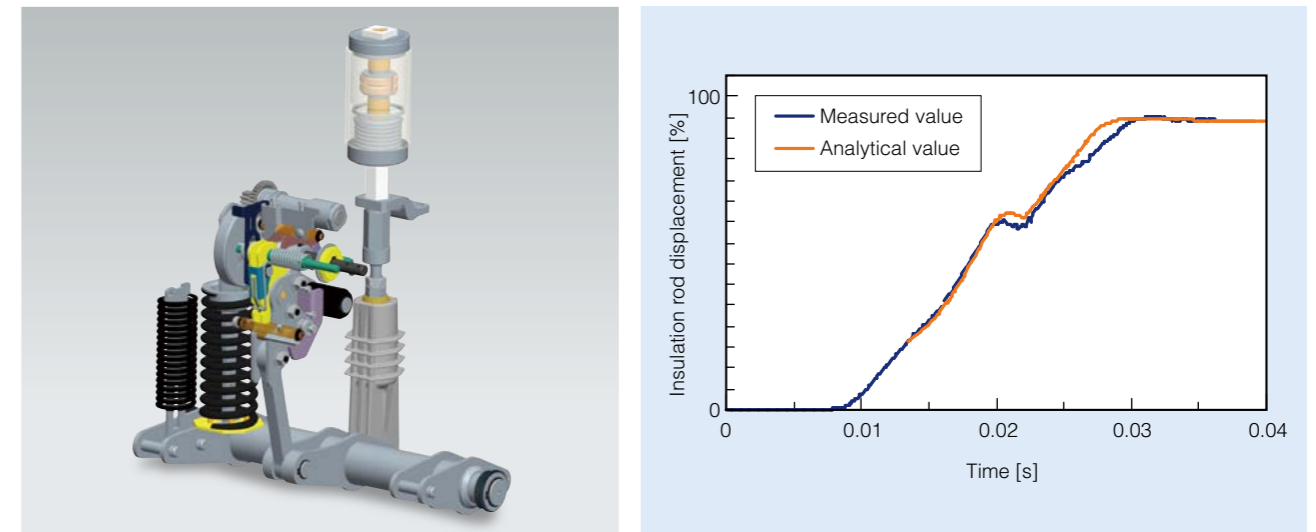 Insulation rod displacement [%]
100
0
Measured value
Analytical value
0
0.01
0.02
0.03
0.04
Time [s]